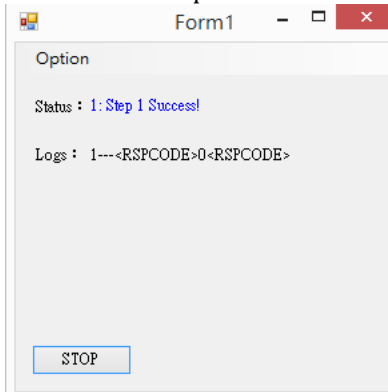 Form1
Option
Status： 1: Step 1 Success!
Logs： 1---<RSPCODE>0<RSPCODE>
STOP